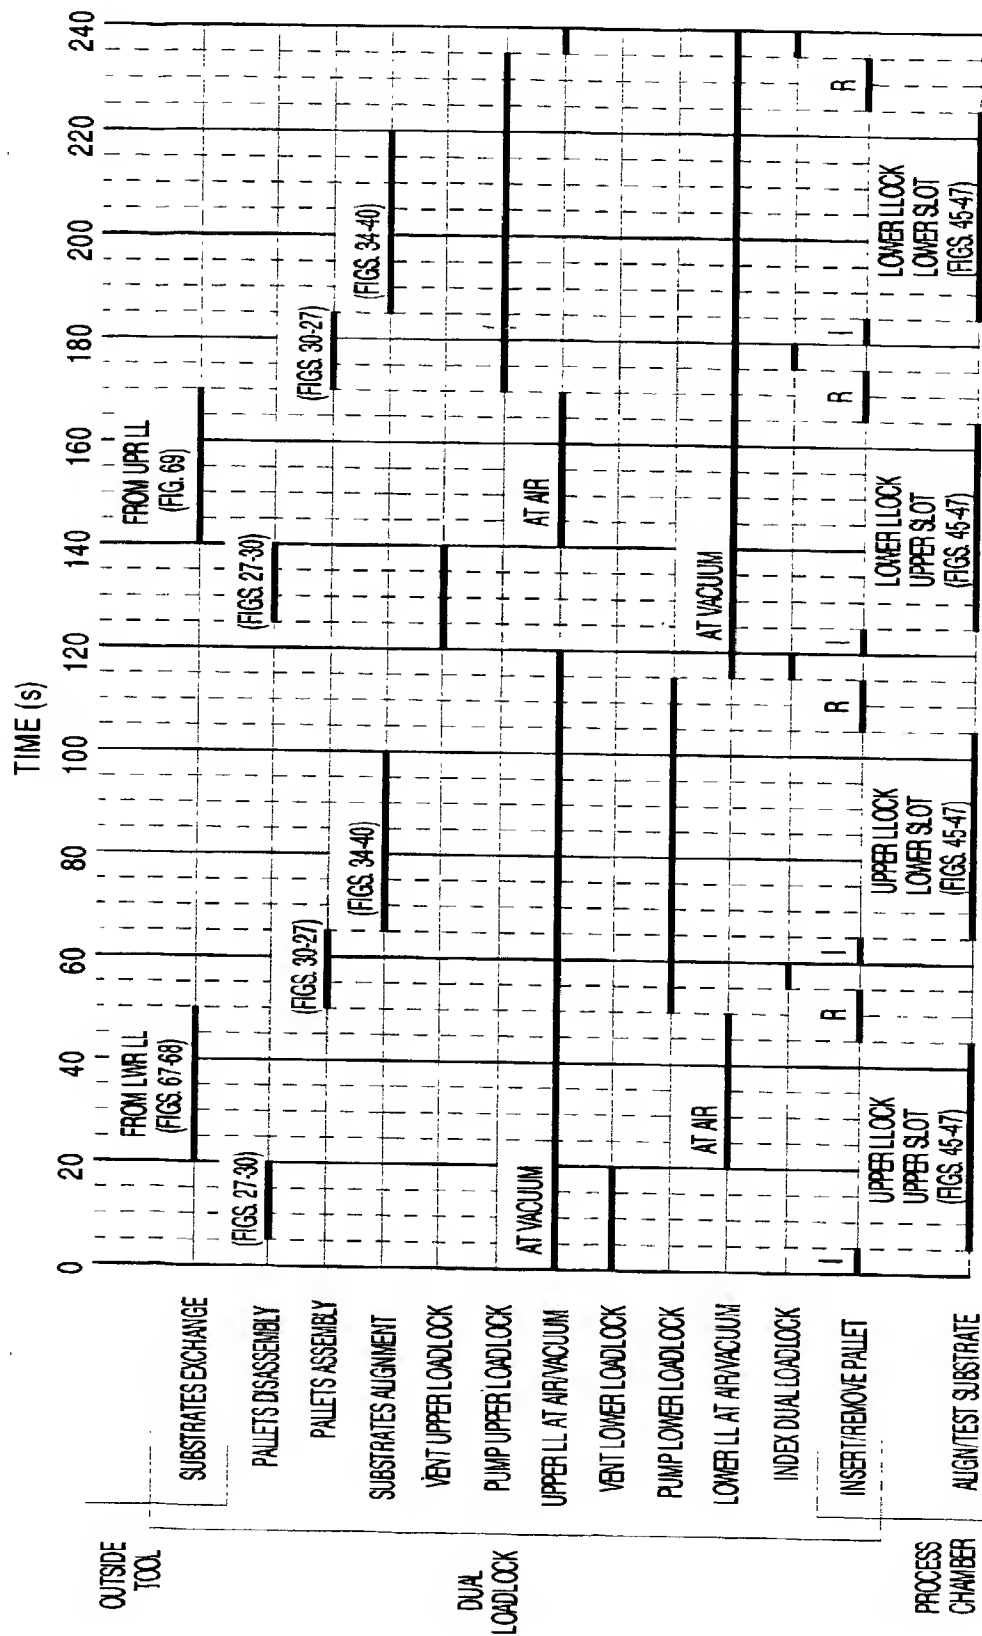 TIME (s)
0
20
40
60
80
100
120
140
160
180
200
220
240
OUTSIDE
TOOL
SUBSTRATES EXCHANGE
FROM LWR LL
(FIGS. 67-68)
FROM UPR LL
(FIG. 69)
DUAL
LOADLOCK
PALLETS DISASSEMBLY
(FIGS. 27-30)
(FIGS. 27-30)
PALLETS ASSEMBLY
(FIGS. 30-27)
(FIGS. 30-27)
SUBSTRATES ALIGNMENT
(FIGS. 34-40)
(FIGS. 34-40)
VENT UPPER LOADLOCK
PUMP UPPER LOADLOCK
UPPER LL AT AIR/VACUUM
AT VACUUM
AT AIR
VENT LOWER LOADLOCK
PUMP LOWER LOADLOCK
LOWER LL AT AIR/VACUUM
AT AIR
AT VACUUM
INDEX DUAL LOADLOCK
INSERT/REMOVE PALLET
I
R
I
R
I
R
I
R
PROCESS
CHAMBER
ALIGN/TEST SUBSTRATE
UPPER LLOCK
UPPER SLOT
(FIGS. 45-47)
UPPER LLOCK
LOWER SLOT
(FIGS. 45-47)
LOWER LLOCK
UPPER SLOT
(FIGS. 45-47)
LOWER LLOCK
LOWER SLOT
(FIGS. 45-47)